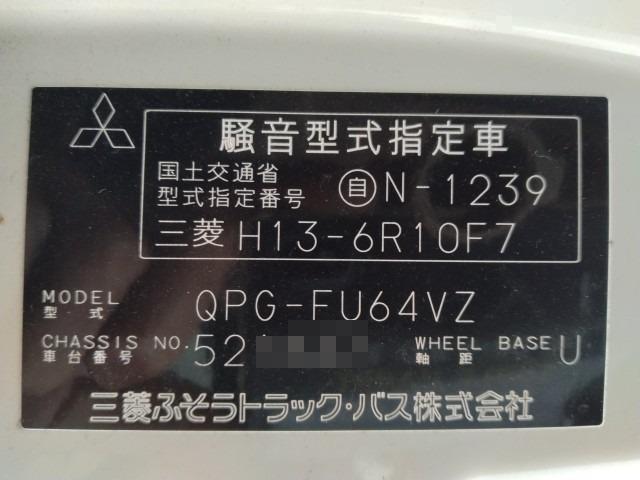 騒音型式指定車
国土交通省
型式指定番号 ㊀自N-1239
三菱 H13-6R10F7
MODEL
型式 QPG-FU64VZ
CHASSIS NO. 52
車台番号
WHEEL BASE U
軸距
三菱ふそうトラック・バス株式会社